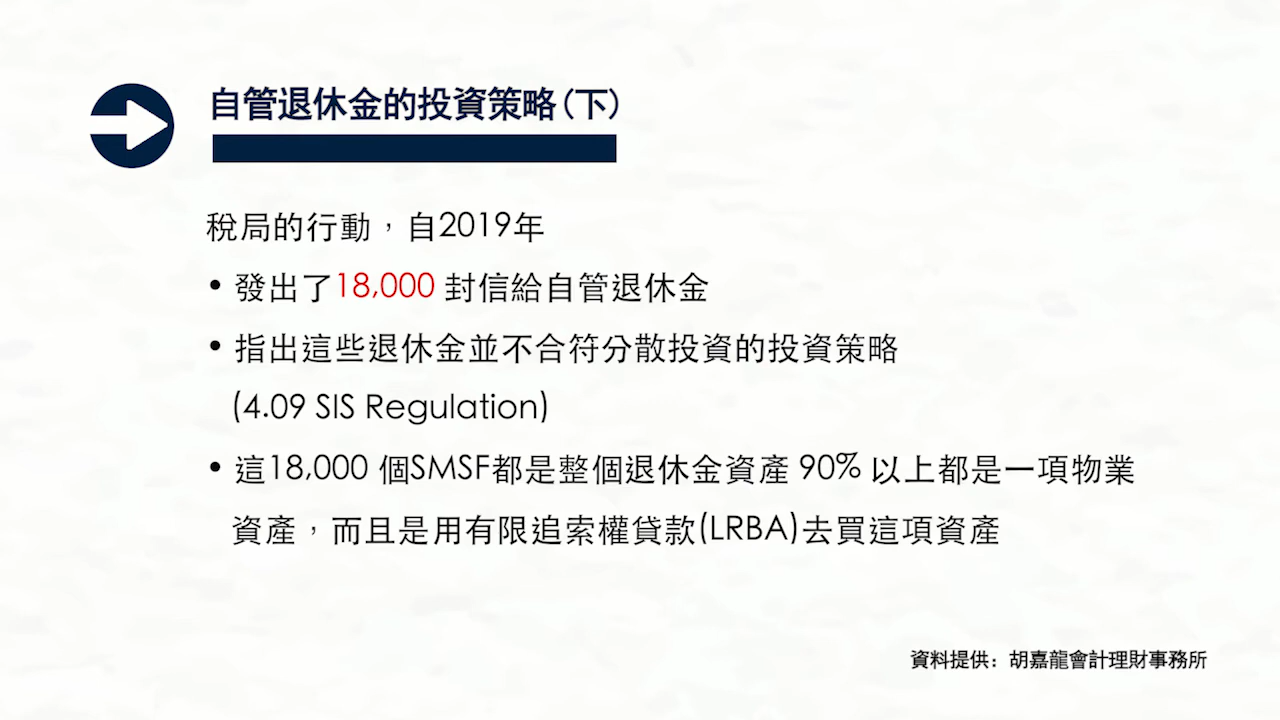 自管退休金的投資策略(下)
稅局的行動，自2019年
• 發出了18,000 封信給自管退休金
• 指出這些退休金並不合符分散投資的投資策略
(4.09 SIS Regulation)
• 這18,000 個SMSF都是整個退休金資產 90% 以上都是一項物業
資產，而且是用有限追索權貸款(LRBA)去買這項資產
資料提供：胡嘉龍會計理財事務所